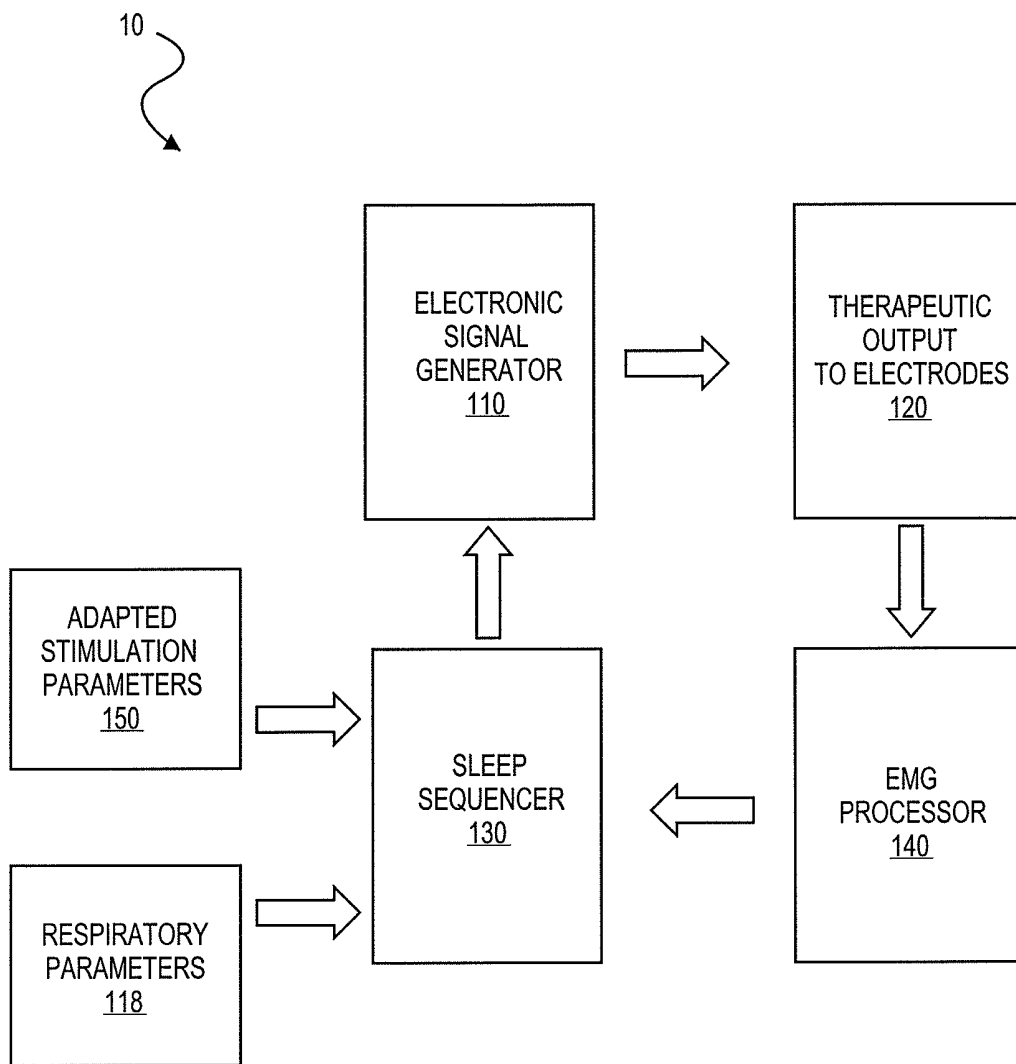 10
ELECTRONIC
SIGNAL
GENERATOR
110
THERAPEUTIC
OUTPUT
TO ELECTRODES
120
ADAPTED
STIMULATION
PARAMETERS
150
SLEEP
SEQUENCER
130
EMG
PROCESSOR
140
RESPIRATORY
PARAMETERS
118